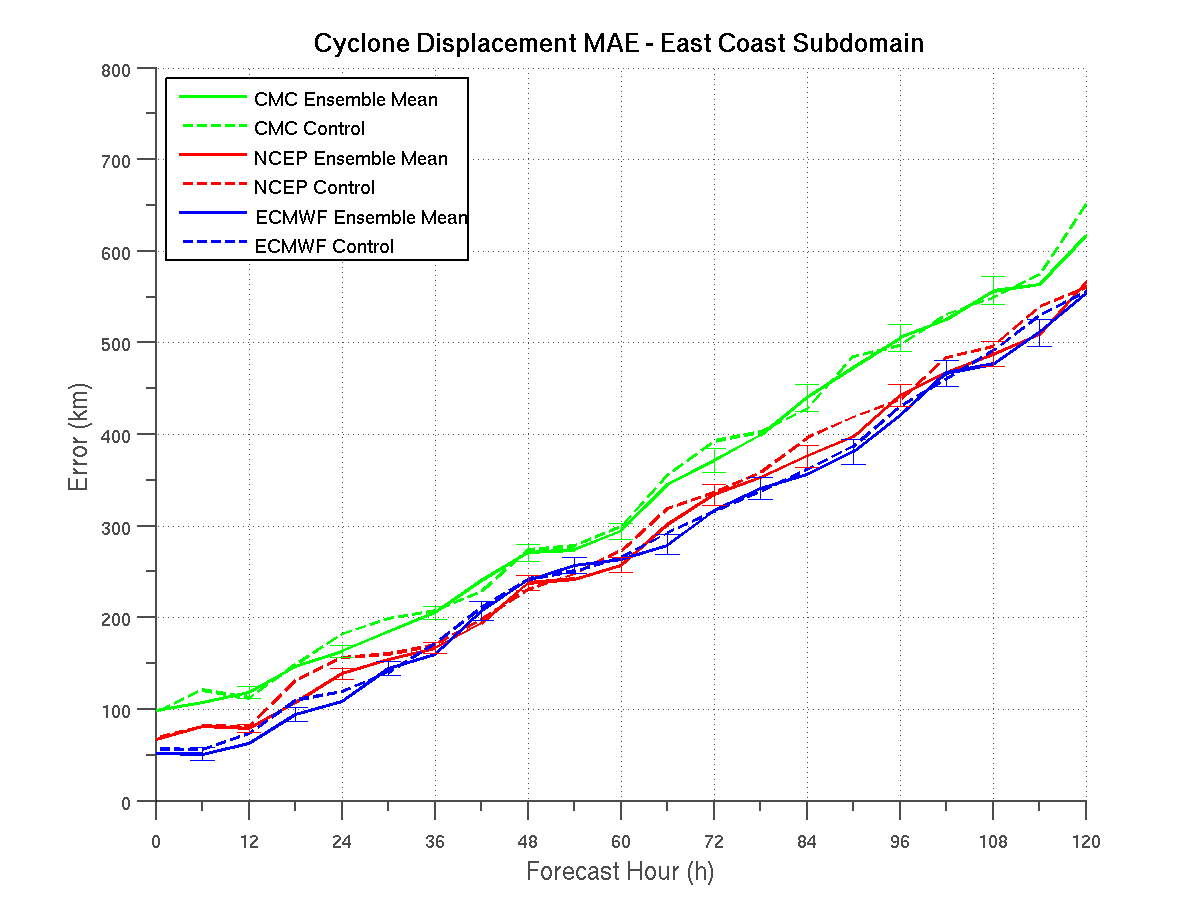 Cyclone Displacement MAE - East Coast Subdomain
800
700
600
500
400
300
200
100
0
Error (km)
CMC Ensemble Mean
CMC Control
NCEP Ensemble Mean
NCEP Control
ECMWF Ensemble Mean
ECMWF Control
0 12 24 36 48 60 72 84 96 108 120
Forecast Hour (h)